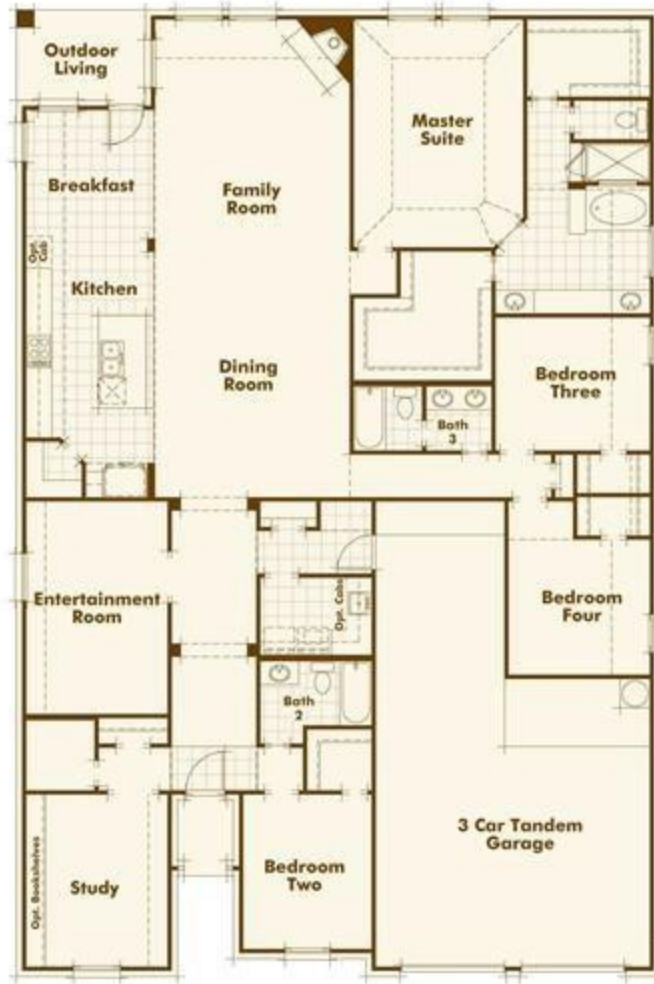 Outdoor
Living
Master
Suite
Breakfast
Family
Room
Opt.
Cab
Kitchen
Dining
Room
Bedroom
Three
Bath
3
Entertainment
Room
Opt. Cabs
Bedroom
Four
Bath
2
3 Car Tandem
Garage
Opt. Bookshelves
Study
Bedroom
Two